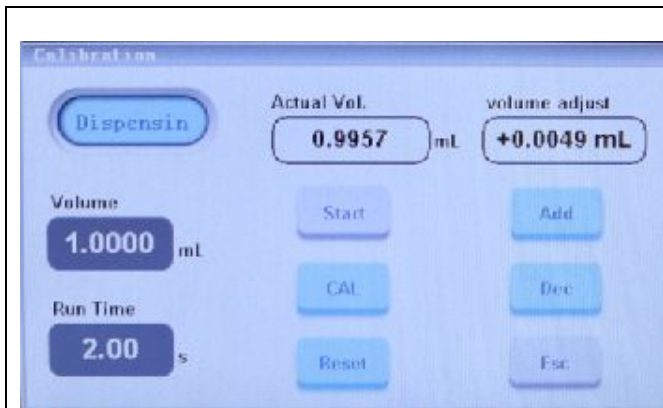 Calibration
Dispensin
Actual Vol.
0.9957 mL
volume adjust
+0.0049 mL
Volume
1.0000 mL
Run Time
2.00 s
Start
Add
CAL
Dec
Reset
Esc